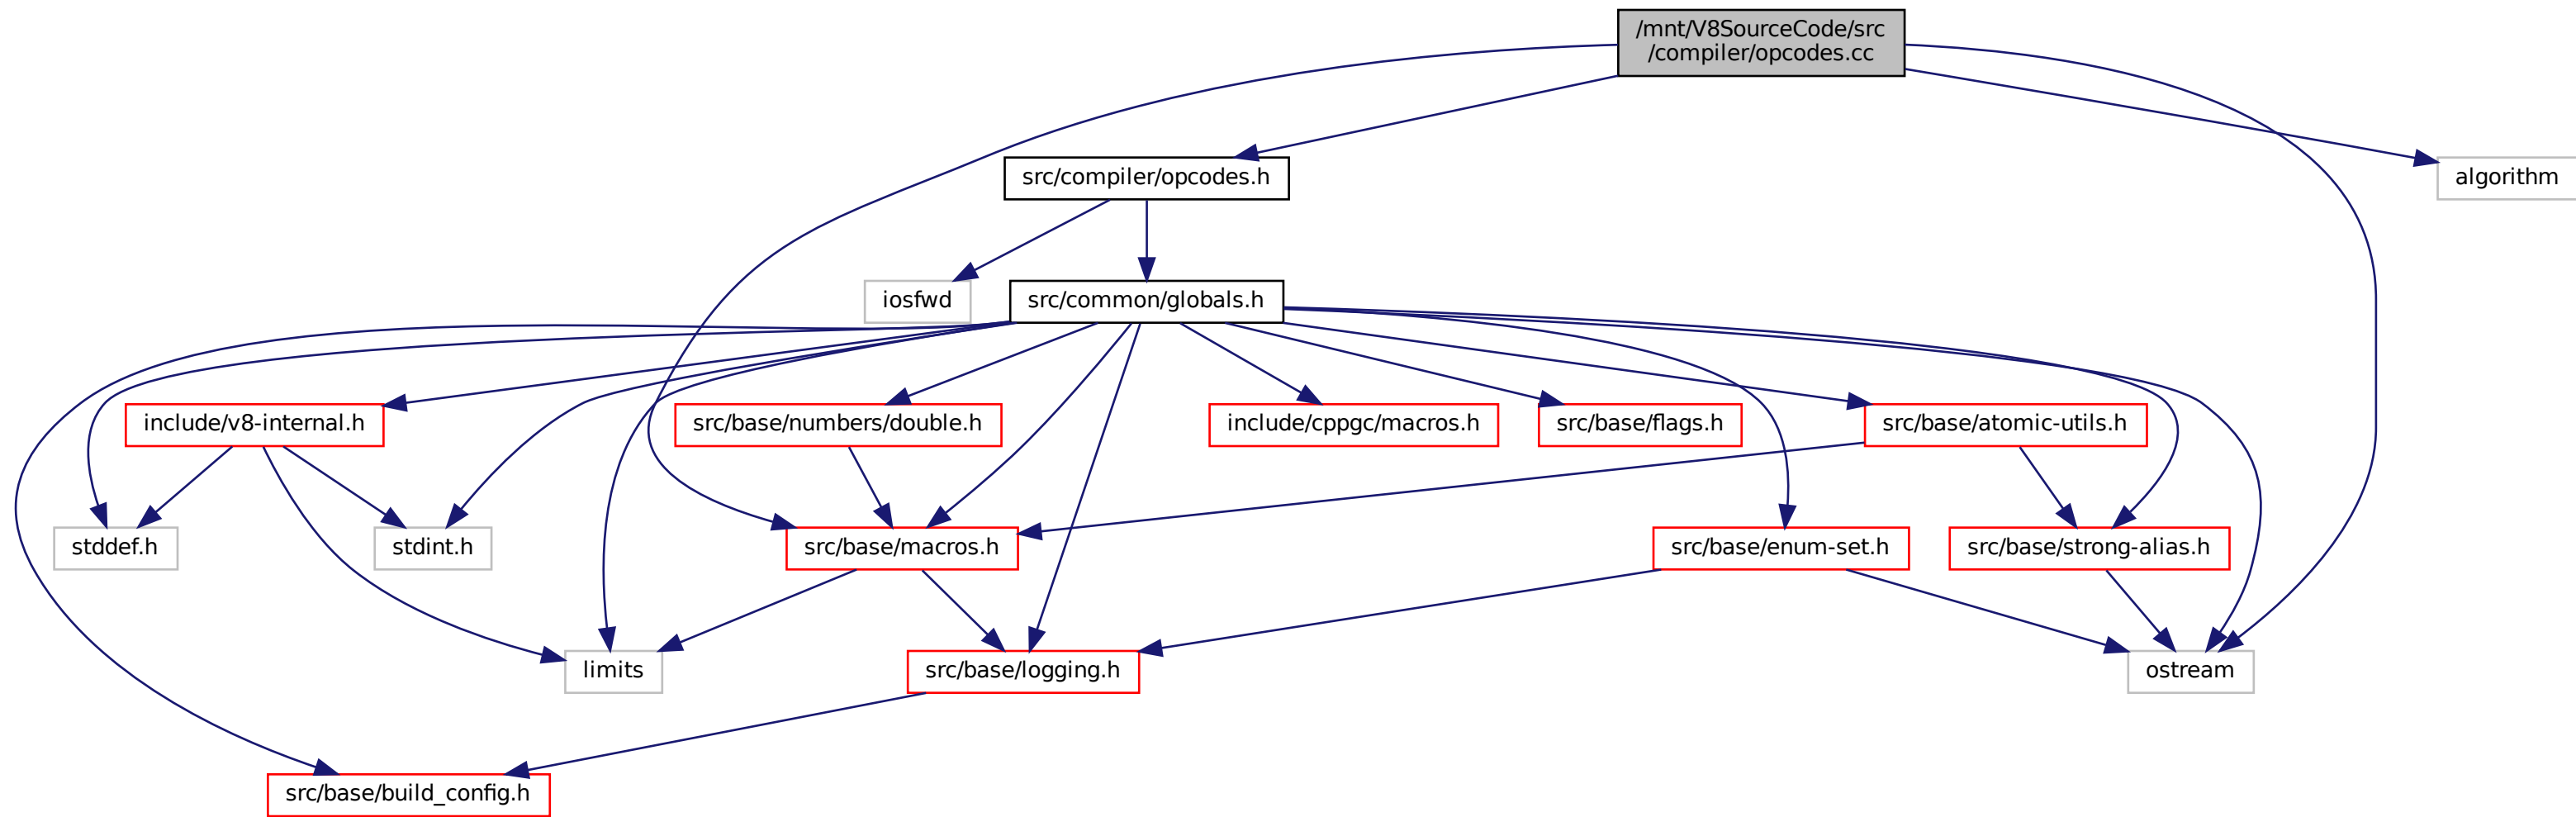 /mnt/V8SourceCode/src
/compiler/opcodes.cc
src/compiler/opcodes.h
algorithm
iosfwd
src/common/globals.h
include/v8-internal.h
src/base/numbers/double.h
include/cppgc/macros.h
src/base/flags.h
src/base/atomic-utils.h
stddef.h
stdint.h
src/base/macros.h
src/base/enum-set.h
src/base/strong-alias.h
limits
src/base/logging.h
ostream
src/base/build_config.h